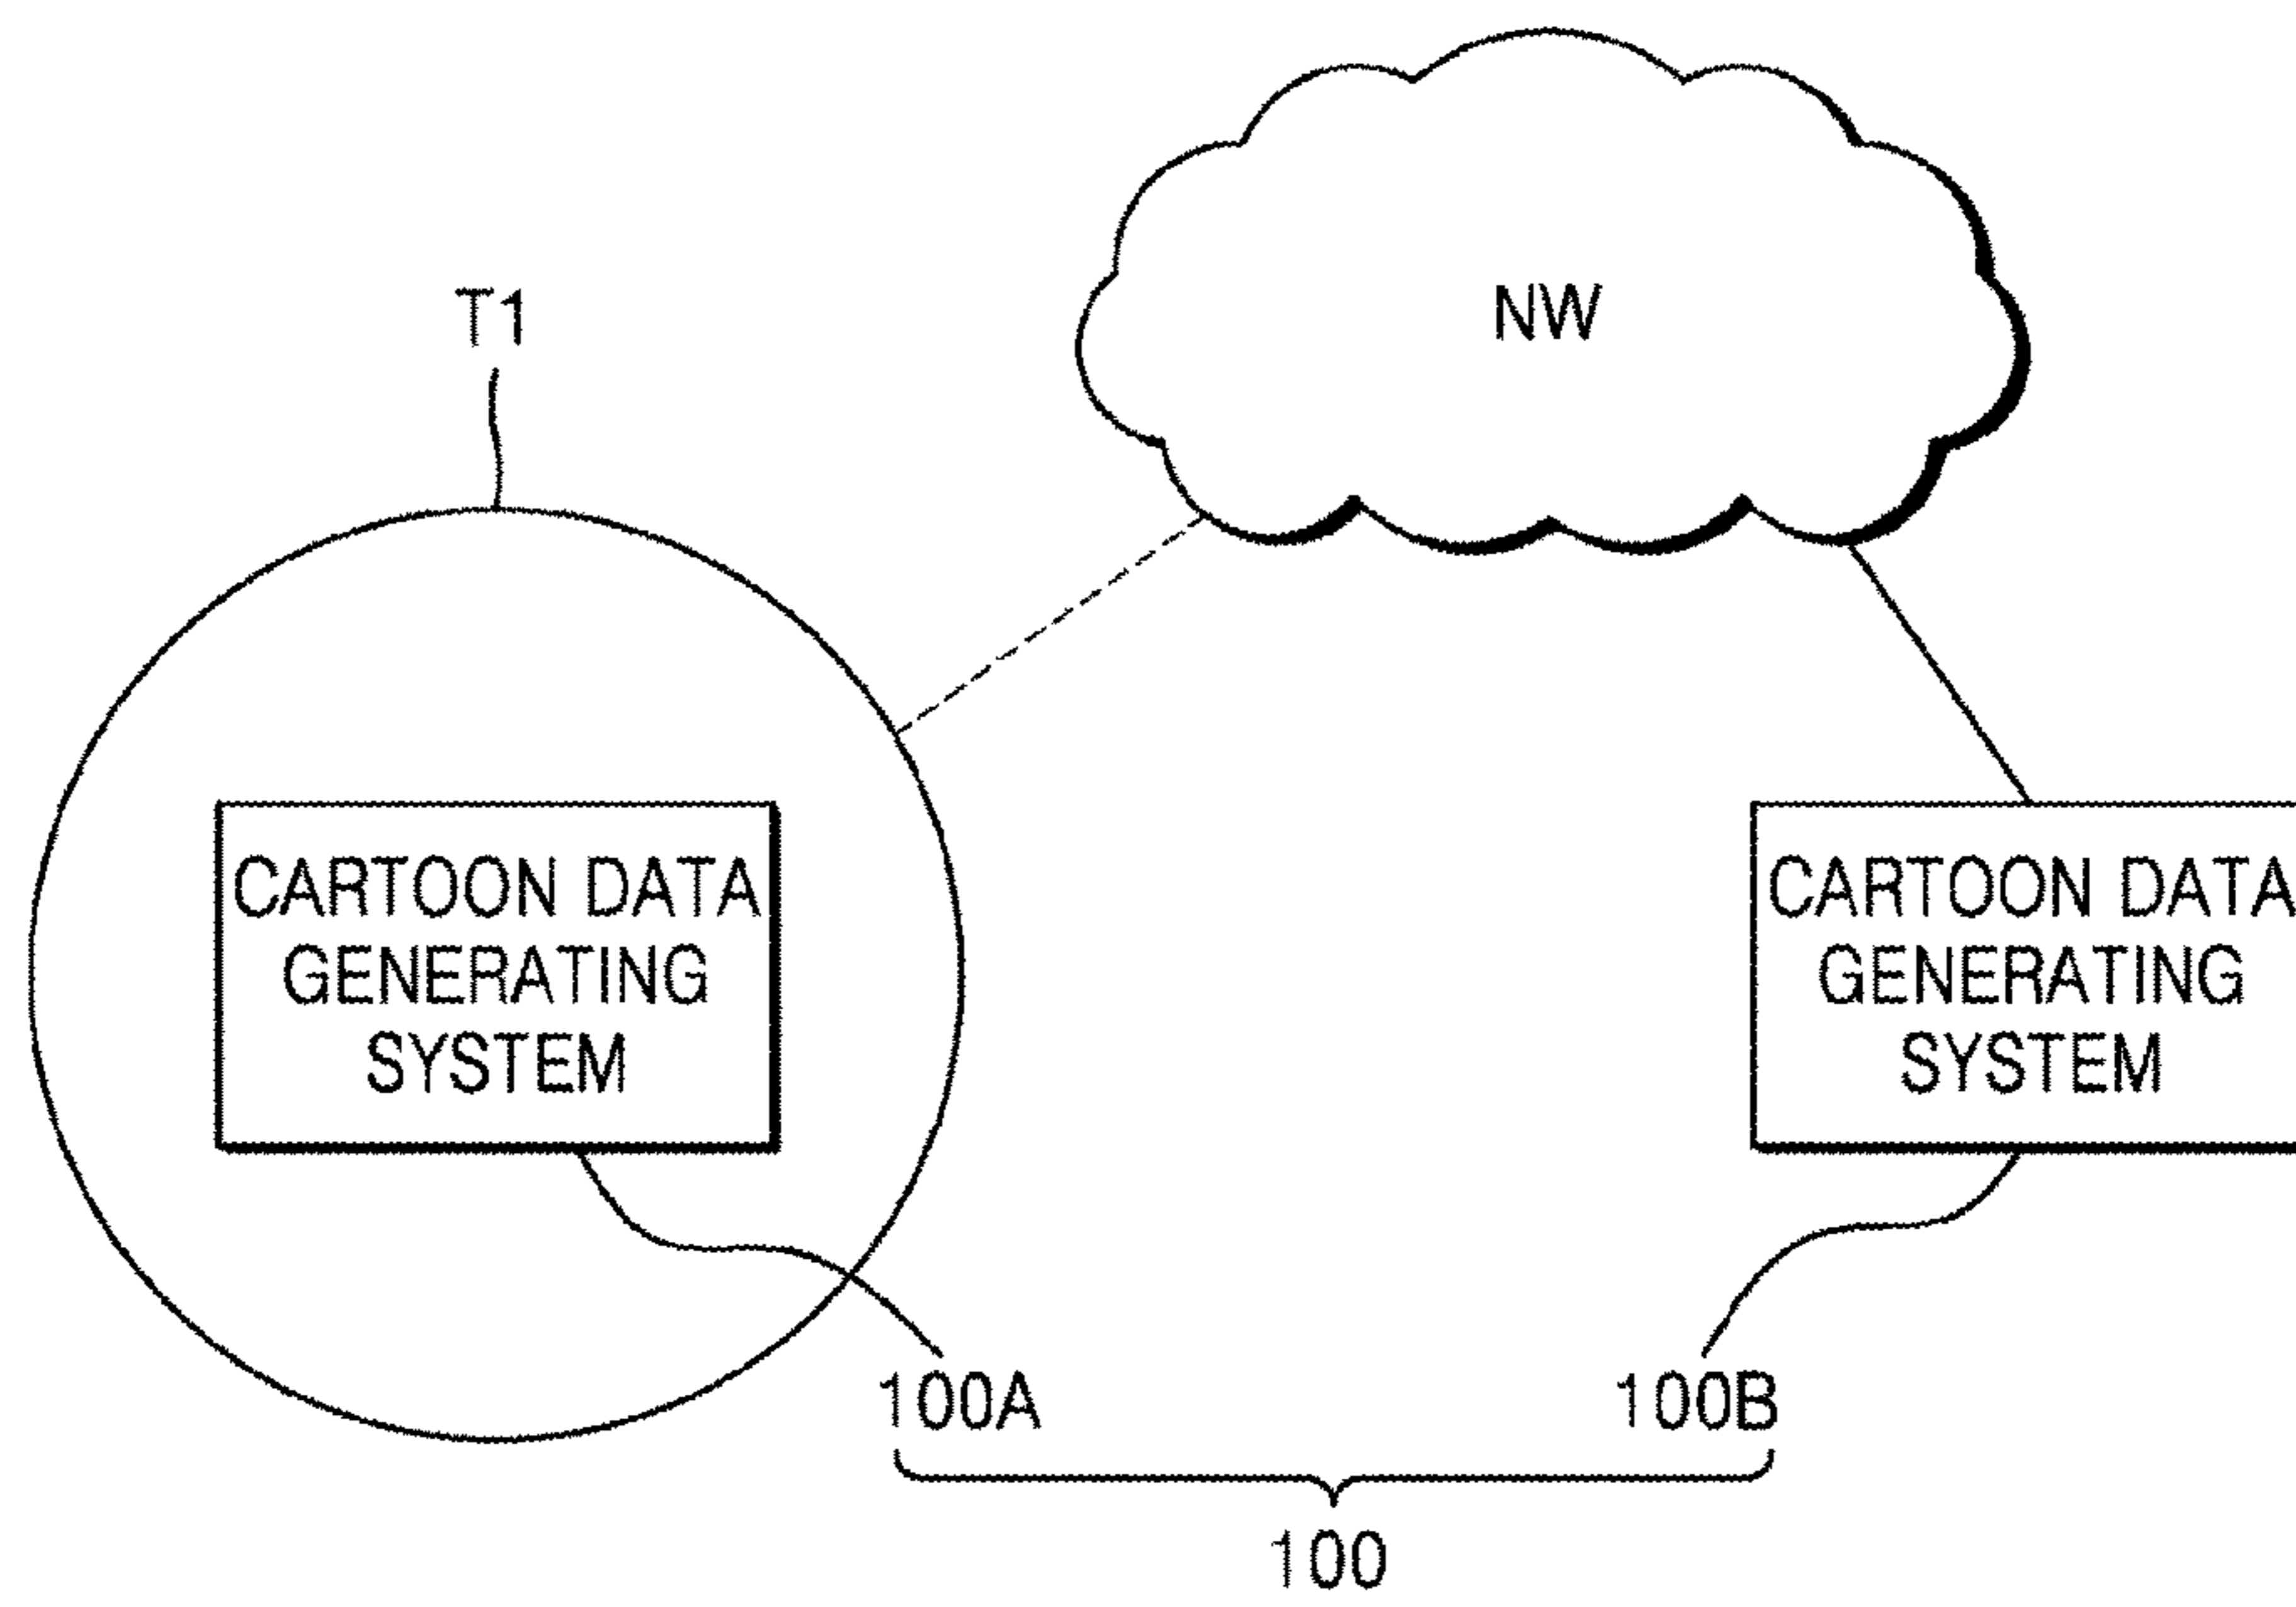 NW
T1
CARTOON DATA
GENERATING
SYSTEM
CARTOON DATA
GENERATING
SYSTEM
100A
100B
100